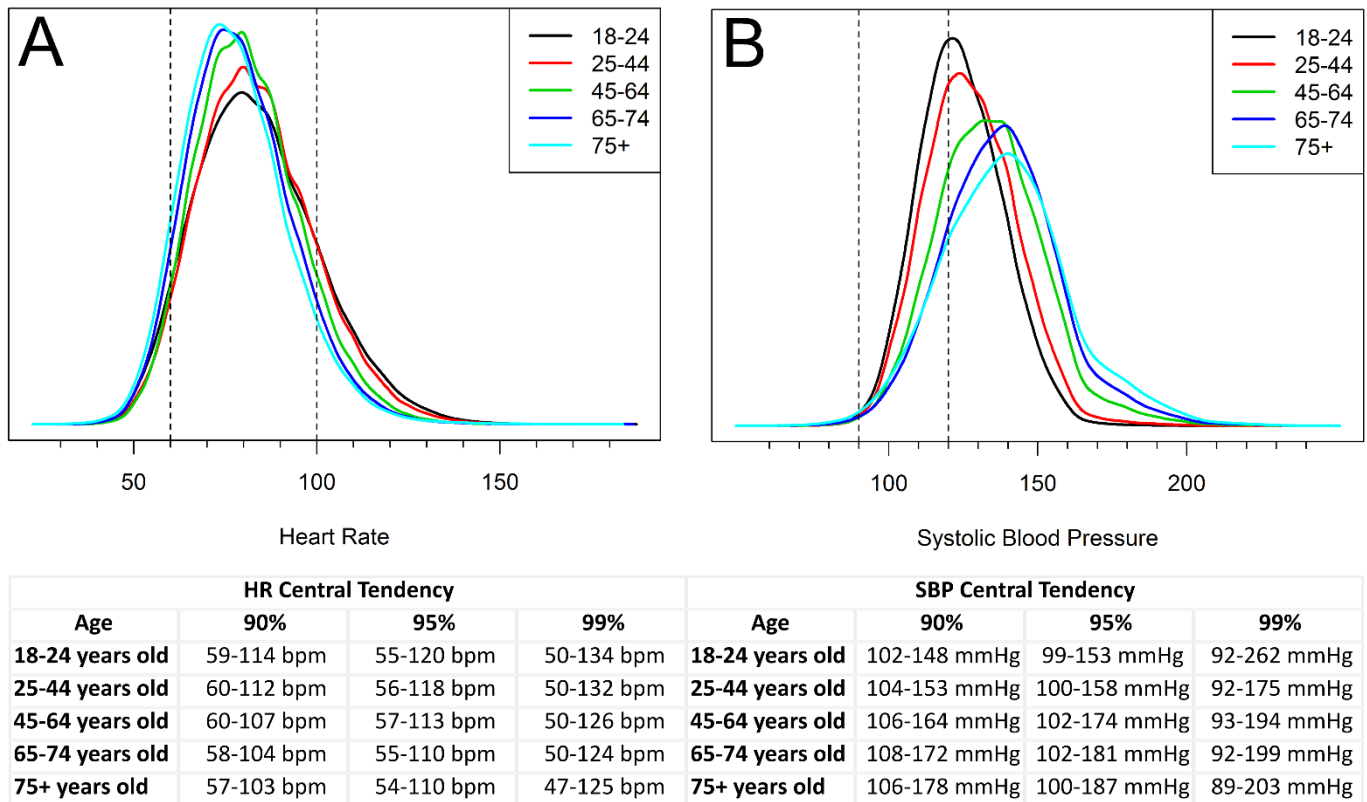 A
18-24
25-44
45-64
65-74
75+
50 100 150
Heart Rate
B
18-24
25-44
45-64
65-74
75+
100 150 200
Systolic Blood Pressure
HR Central Tendency SBP Central Tendency
Age 90% 95% 99% Age 90% 95% 99%
18-24 years old 59-114 bpm 55-120 bpm 50-134 bpm 18-24 years old 102-148 mmHg 99-153 mmHg 92-262 mmHg
25-44 years old 60-112 bpm 56-118 bpm 50-132 bpm 25-44 years old 104-153 mmHg 100-158 mmHg 92-175 mmHg
45-64 years old 60-107 bpm 57-113 bpm 50-126 bpm 45-64 years old 106-164 mmHg 102-174 mmHg 93-194 mmHg
65-74 years old 58-104 bpm 55-110 bpm 50-124 bpm 65-74 years old 108-172 mmHg 102-181 mmHg 92-199 mmHg
75+ years old 57-103 bpm 54-110 bpm 47-125 bpm 75+ years old 106-178 mmHg 100-187 mmHg 89-203 mmHg